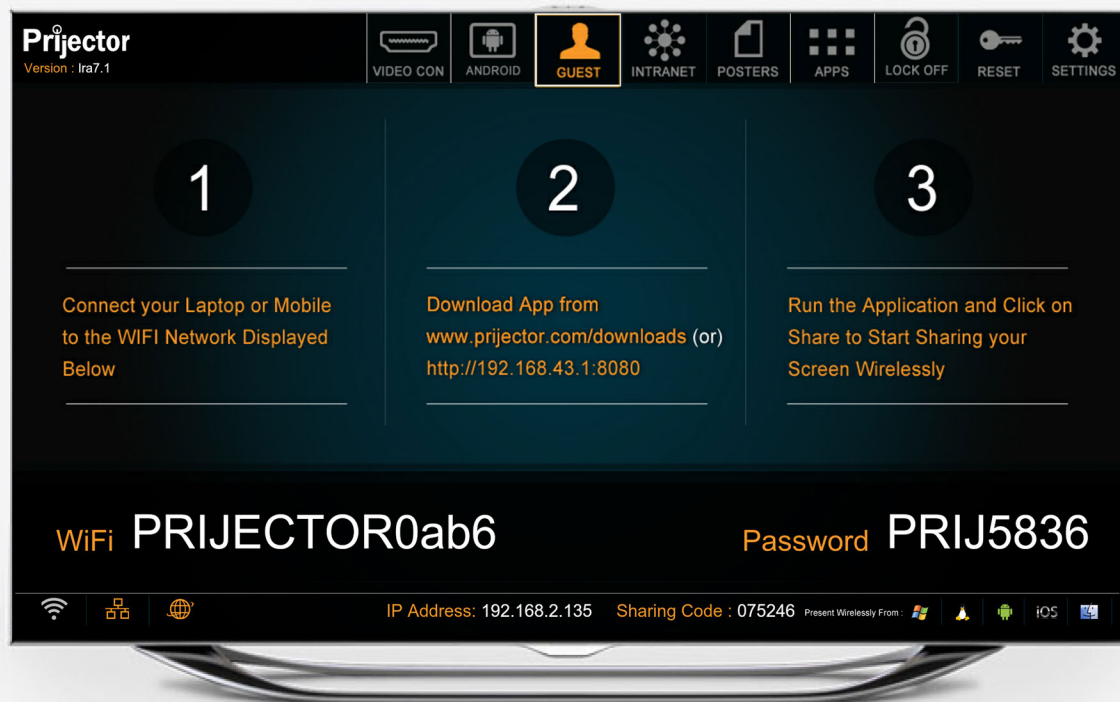 Prijector
Version : Ira7.1
VIDEO CON
ANDROID
GUEST
INTRANET
POSTERS
APPS
LOCK OFF
RESET
SETTINGS
1
Connect your Laptop or Mobile
to the WIFI Network Displayed
Below
2
Download App from
www.prijector.com/downloads (or)
http://192.168.43.1:8080
3
Run the Application and Click on
Share to Start Sharing your
Screen Wirelessly
WiFi PRIJECTOR0ab6
Password PRIJ5836
IP Address: 192.168.2.135 Sharing Code : 075246 Present Wirelessly From : iOS